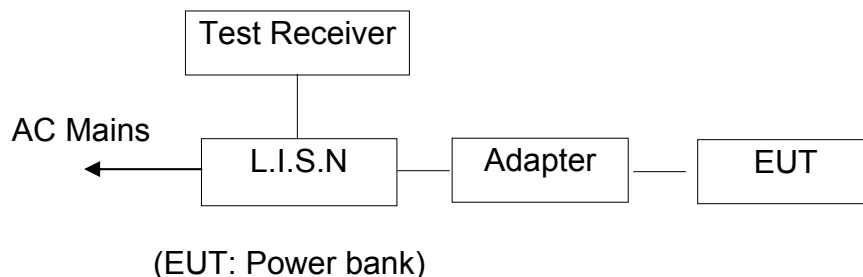 Test Receiver
AC Mains
L.I.S.N
Adapter
EUT
(EUT: Power bank)